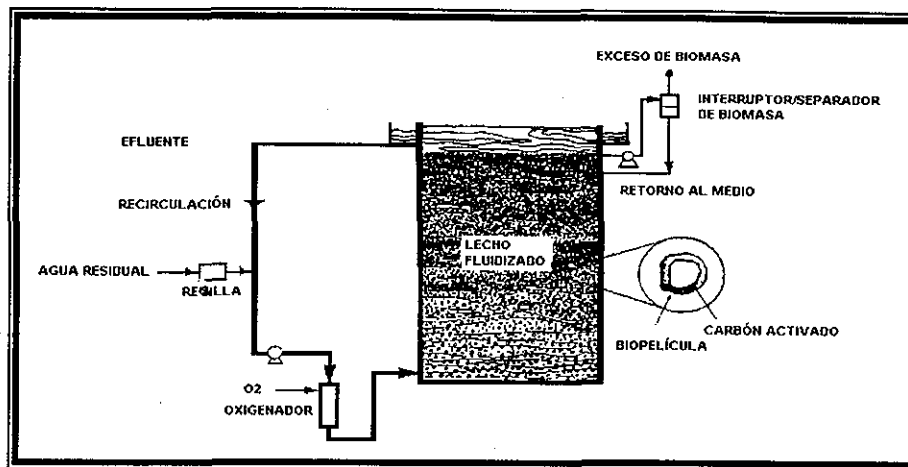 EXCESO DE BIOMASA
INTERRUPTOR/SEPARADOR
DE BIOMASA
EFLUENTE
RETORNO AL MEDIO
RECIRCULACIÓN
LECHO
FLUIDIZADO
AGUA RESIDUAL
REJILLA
CARBÓN ACTIVADO
BIOPELÍCULA
O2
OXIGENADOR